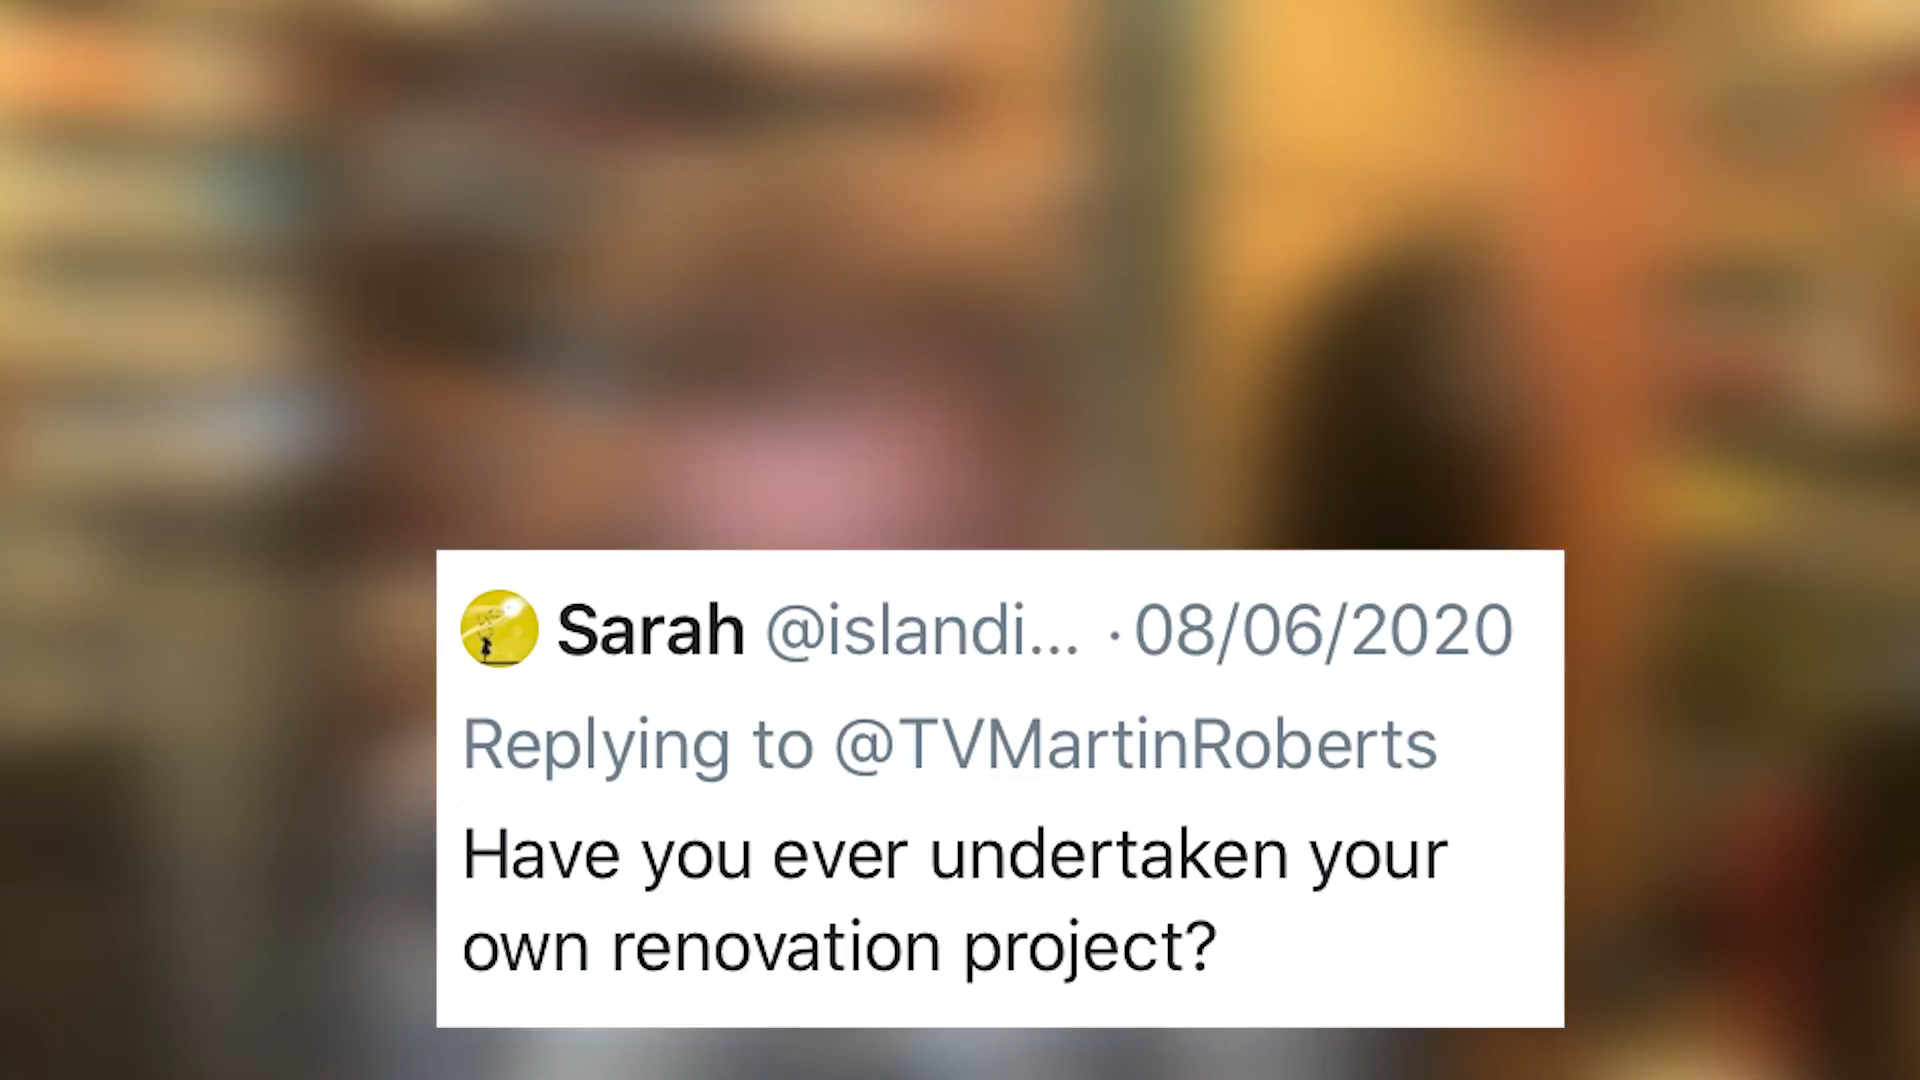 Sarah @islandi... · 08/06/2020
Replying to @TVMartinRoberts
Have you ever undertaken your
own renovation project?